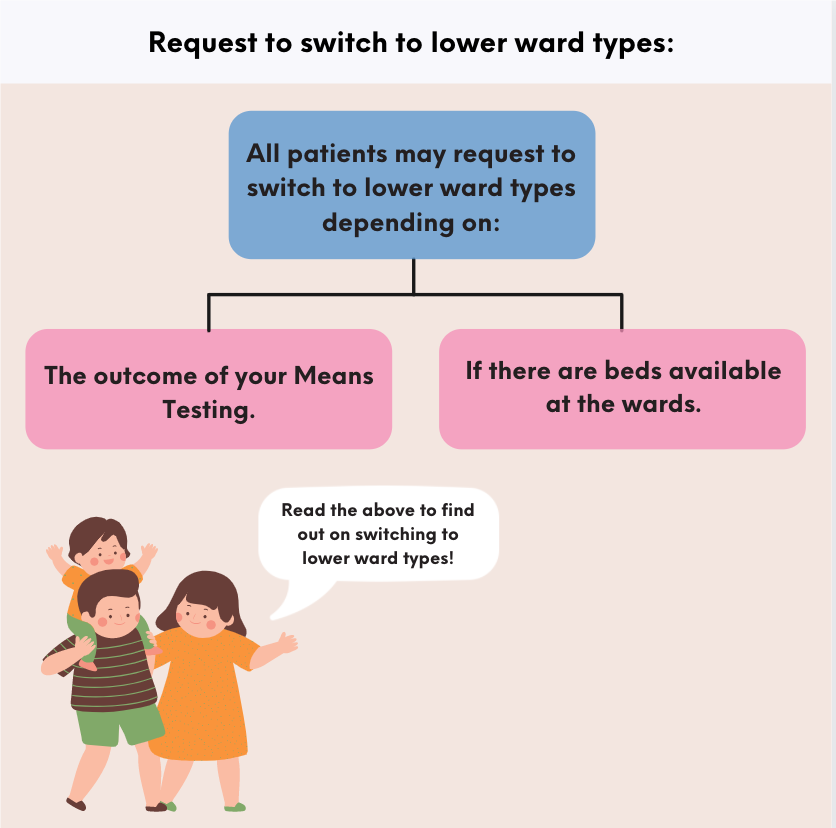 Request to switch to lower ward types:
All patients may request to
switch to lower ward types
depending on:
The outcome of your Means
Testing.
If there are beds available
at the wards.
Read the above to find
out on switching to
lower ward types!